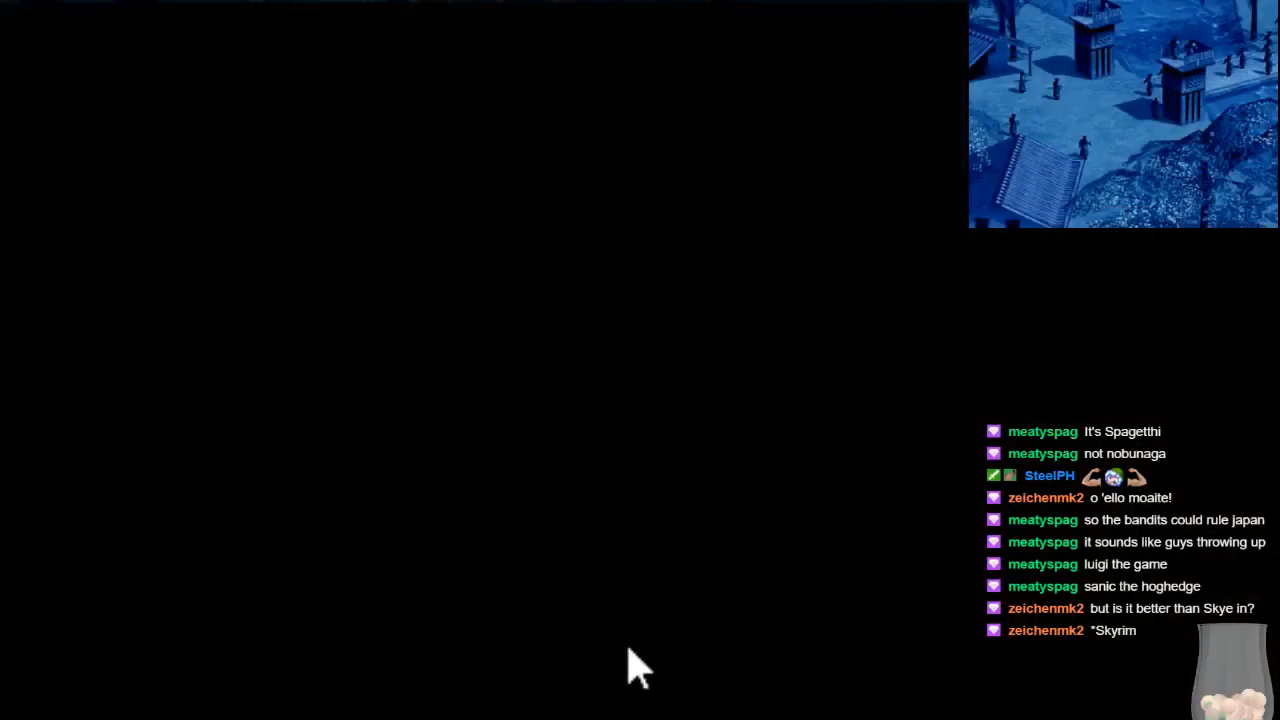 meatyspag It's Spagetthi
meatyspag not nobunaga
SteelPH
zeichenmk2 o 'ello moaite!
meatyspag so the bandits could rule japan
meatyspag it sounds like guys throwing up
meatyspag luigi the game
meatyspag sanic the hoghedge
zeichenmk2 but is it better than Skye in?
zeichenmk2 *Skyrim